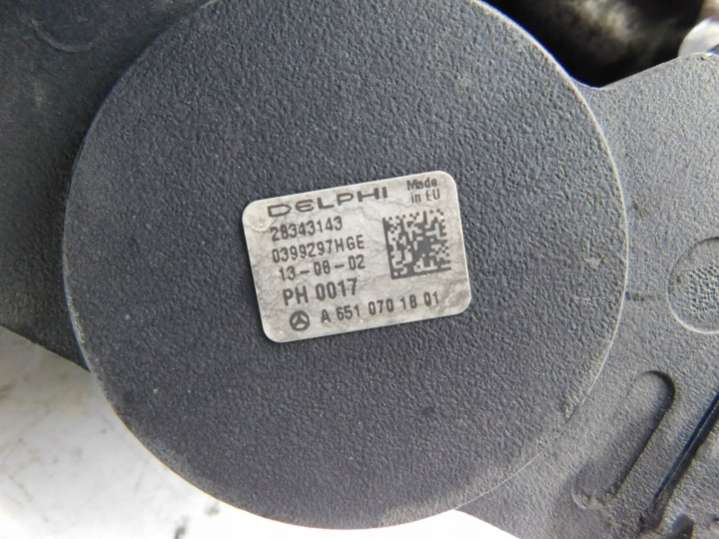 DELPHI
Made
in EU
28343143
0399297HGE
13-08-02
PH 0017
A 651 070 18 01